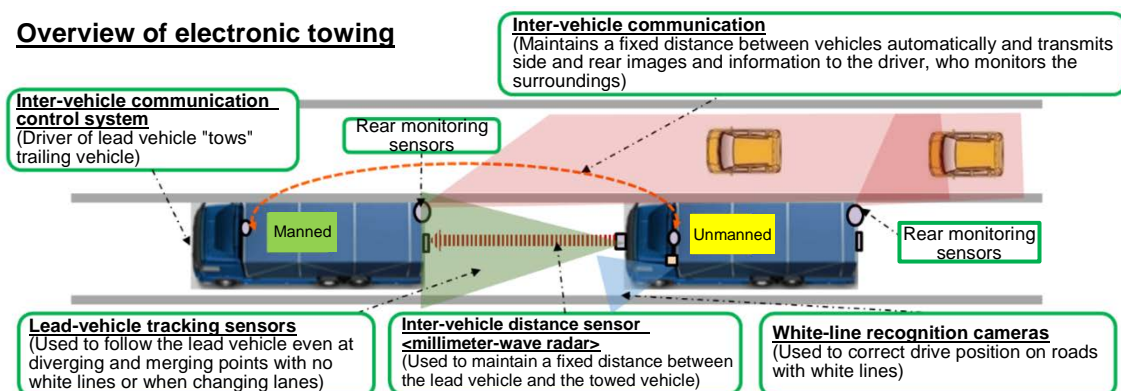 Overview of electronic towing
Inter-vehicle communication
(Maintains a fixed distance between vehicles automatically and transmits
side and rear images and information to the driver, who monitors the
surroundings)
Inter-vehicle communication
control system
(Driver of lead vehicle "tows"
trailing vehicle)
Rear monitoring
sensors
Manned
Unmanned
Rear monitoring
sensors
Lead-vehicle tracking sensors
(Used to follow the lead vehicle even at
diverging and merging points with no
white lines or when changing lanes)
Inter-vehicle distance sensor
<millimeter-wave radar>
(Used to maintain a fixed distance between
the lead vehicle and the towed vehicle)
White-line recognition cameras
(Used to correct drive position on roads
with white lines)